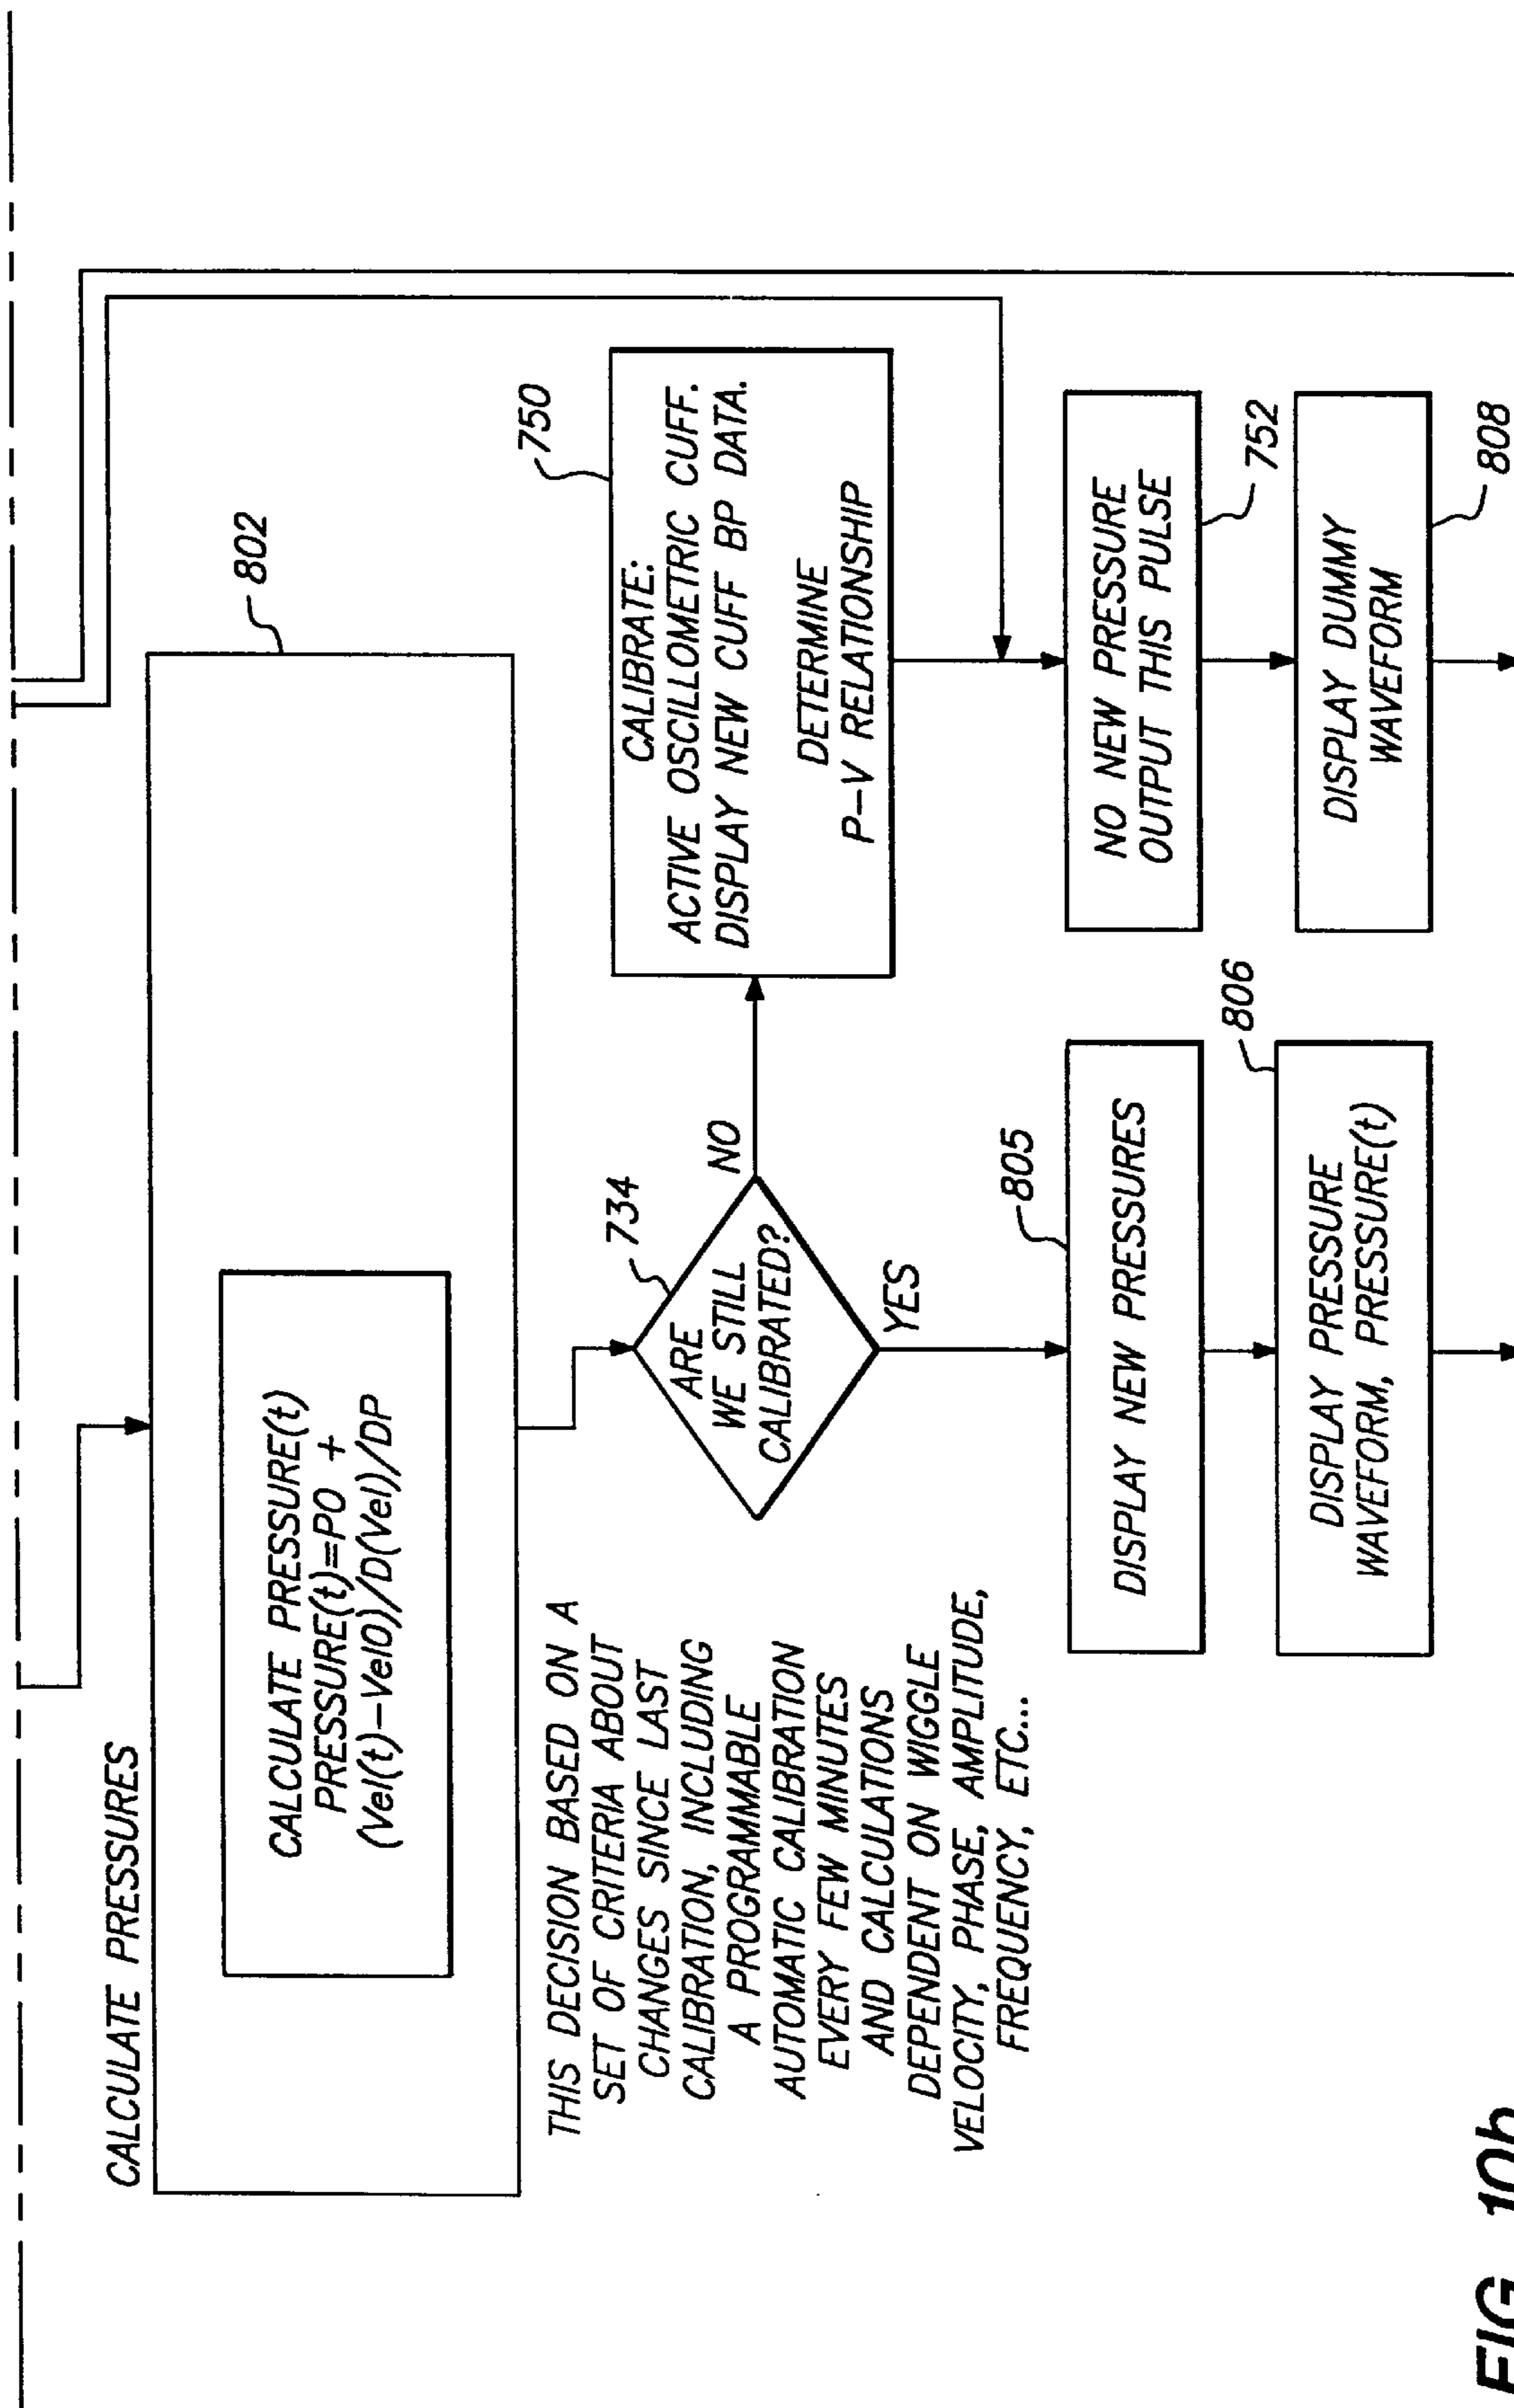 CALCULATE PRESSURES
802
CALCULATE PRESSURE(t)
PRESSURE(t)=PO +
(Vel(t)-Vel0))/D(Vel)/DP
THIS DECISION BASED ON A
SET OF CRITERIA ABOUT
CHANGES SINCE LAST
CALIBRATION, INCLUDING
A PROGRAMMABLE
AUTOMATIC CALIBRATION
EVERY FEW MINUTES
AND CALCULATIONS
DEPENDENT ON WIGGLE
VELOCITY, PHASE, AMPLITUDE,
FREQUENCY, ETC...
734
ARE
WE STILL
CALIBRATED?
NO
YES
750
CALIBRATE:
ACTIVE OSCILLOMETRIC CUFF.
DISPLAY NEW CUFF BP DATA.
DETERMINE
P-V RELATIONSHIP
805
DISPLAY NEW PRESSURES
806
DISPLAY PRESSURE
WAVEFORM, PRESSURE(t)
NO NEW PRESSURE
OUTPUT THIS PULSE
752
DISPLAY DUMMY
WAVEFORM
808
FIG. 10b